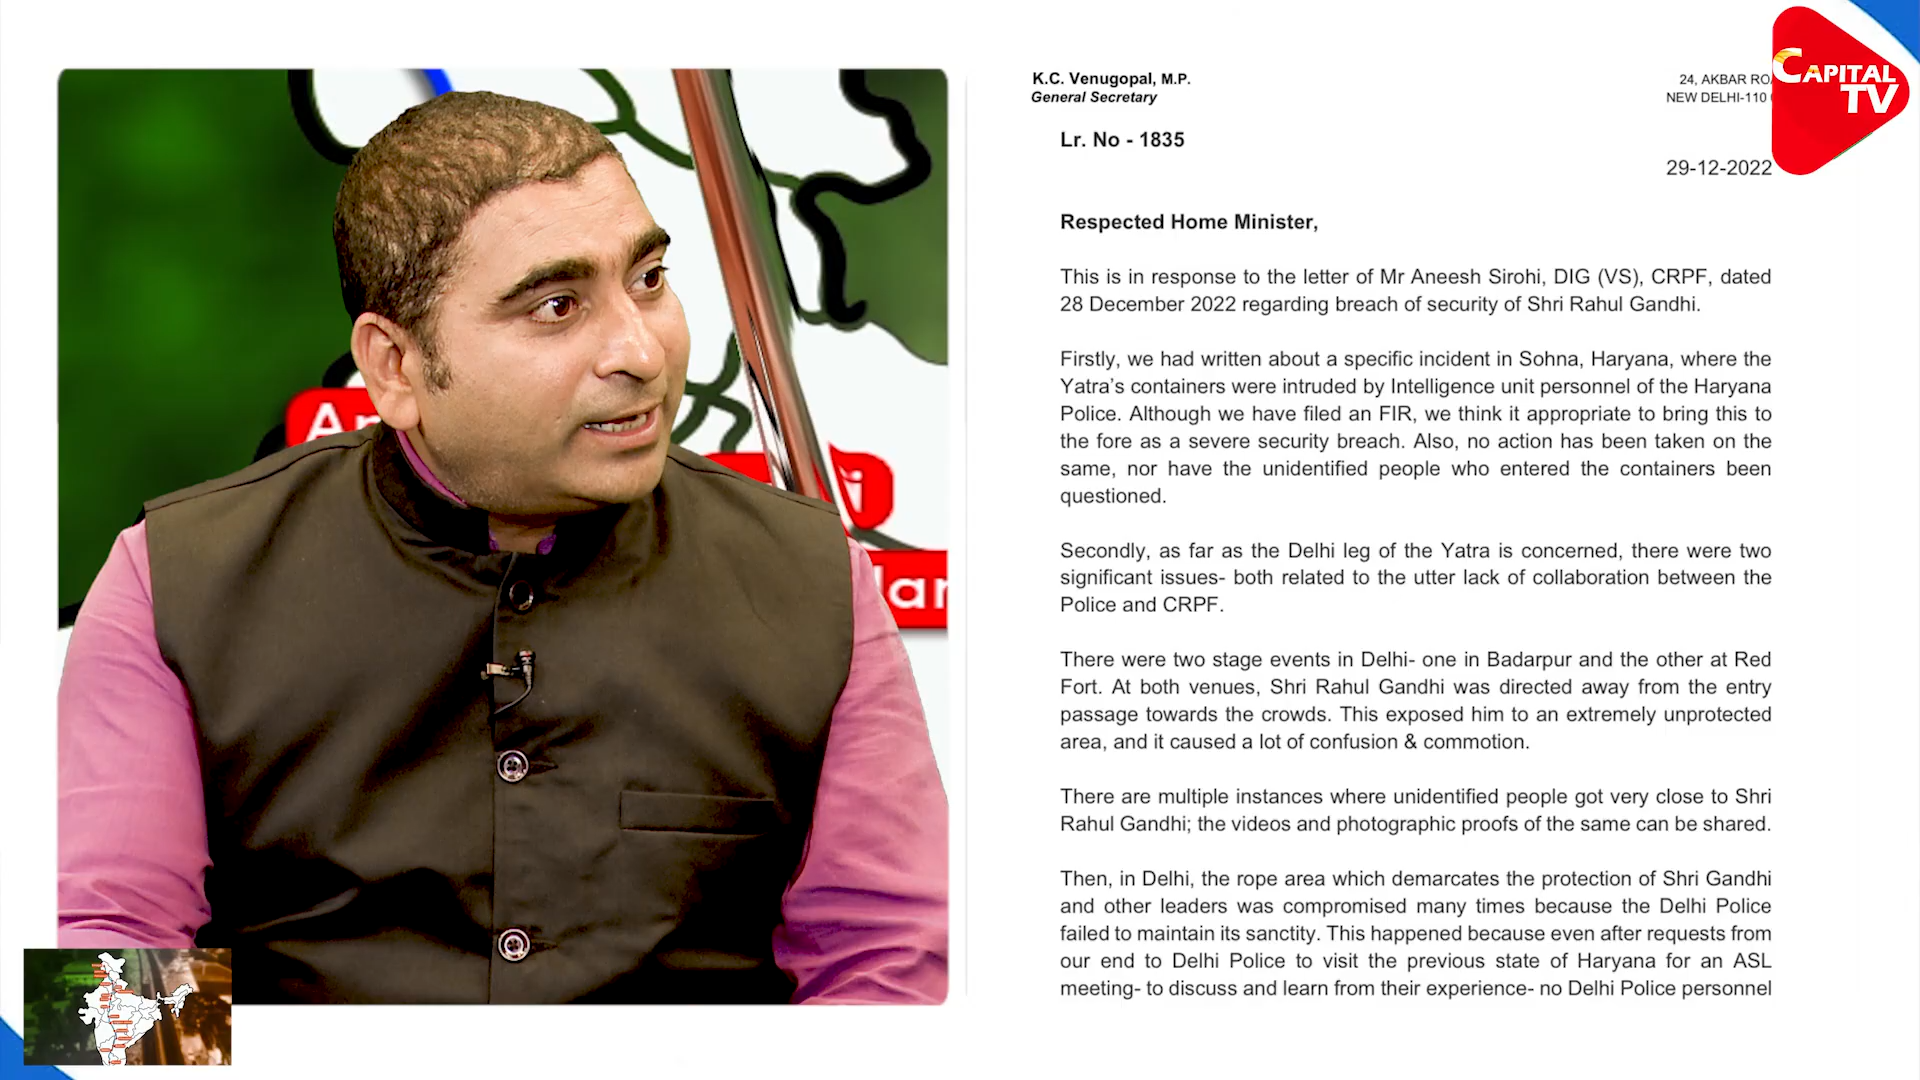 K.C. Venugopal, M.P.
General Secretary
24, AKBAR
NEW DELHI-110
CAPITAL
TV
Lr. No - 1835
29-12-2022
Respected Home Minister,
This is in response to the letter of Mr Aneesh Sirohi, DIG (VS), CRPF, dated
28 December 2022 regarding breach of security of Shri Rahul Gandhi.
Firstly, we had written about a specific incident in Sohna, Haryana, where the
Yatra's containers were intruded by Intelligence unit personnel of the Haryana
Police. Although we have filed an FIR, we think it appropriate to bring this to
the fore as a severe security breach. Also, no action has been taken on the
same, nor have the unidentified people who entered the containers been
questioned.
Secondly, as far as the Delhi leg of the Yatra is concerned, there were two
significant issues- both related to the utter lack of collaboration between the
Police and CRPF.
There were two stage events in Delhi- one in Badarpur and the other at Red
Fort. At both venues, Shri Rahul Gandhi was directed away from the entry
passage towards the crowds. This exposed him to an extremely unprotected
area, and it caused a lot of confusion & commotion.
There are multiple instances where unidentified people got very close to Shri
Rahul Gandhi; the videos and photographic proofs of the same can be shared.
Then, in Delhi, the rope area which demarcates the protection of Shri Gandhi
and other leaders was compromised many times because the Delhi Police
failed to maintain its sanctity. This happened because even after requests from
our end to Delhi Police to visit the previous state of Haryana for an ASL
meeting- to discuss and learn from their experience- no Delhi Police personnel